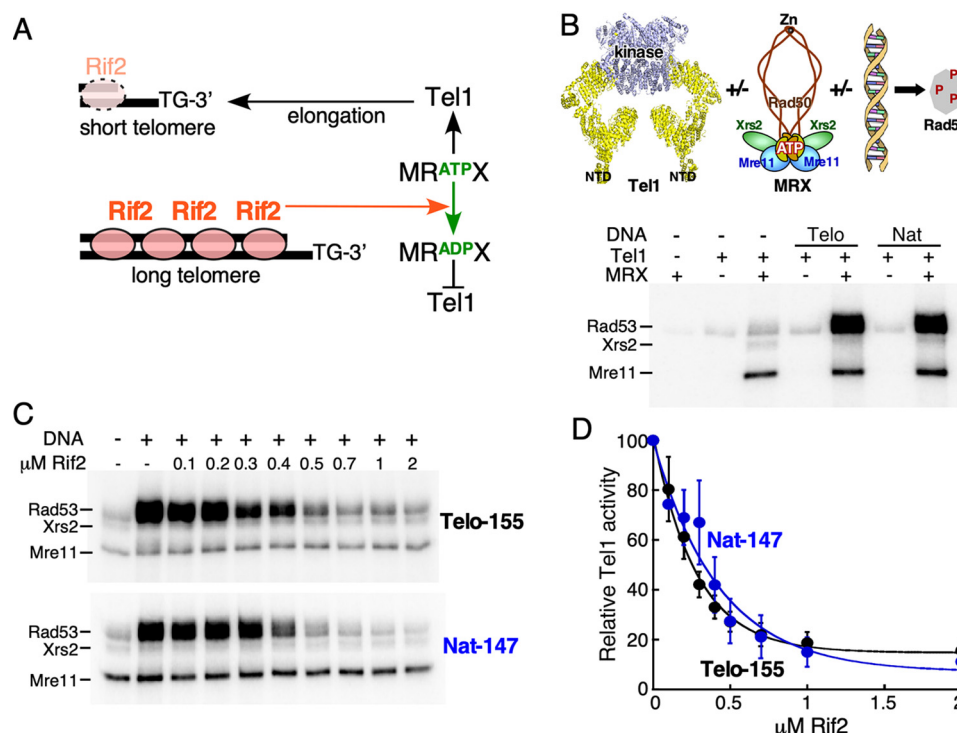 A
Rif2
TG-3’
short telomere
elongation
Tel1
MRATPX
Rif2 Rif2 Rif2
TG-3’
long telomere
MRADPX
Tel1
B
kinase
NTD
Tel1
NTD
+/-
Zn
Rad50
Xrs2 Xrs2
ATP
Mre11 Mre11
MRX
+/-
P
P
P
DNA - - - Telo Nat
Tel1 - + + + + + +
MRX + - + - + - +
Rad53
Xrs2
Mre11
C
DNA - + + + + + + + + +
μM Rif2 - - 0.1 0.2 0.3 0.4 0.5 0.7 1 2
Rad53
Xrs2
Mre11
Telo-155
Rad53
Xrs2
Mre11
Nat-147
D
Relative Tel1 activity
100
80
60
40
20
0
Nat-147
Telo-155
0 0.5 1 2
μM Rif2